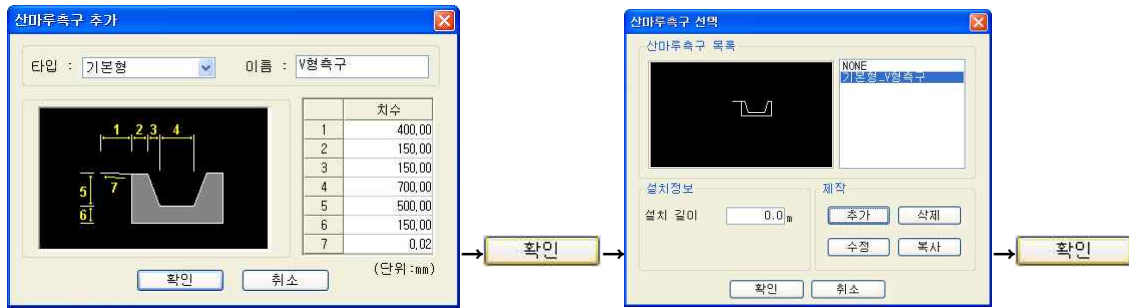 산마루측구 추가
타입 : 기본형 이름 : V형측구
1 2 3 4
5 7
6
치수
1 400,00
2 150,00
3 150,00
4 700,00
5 500,00
6 150,00
7 0,02
(단위:mm)
확인 취소
→ 확인 →
산마루측구 선택
산마루측구 목록
NONE
기본형_V형측구
설치정보
설치 길이 0.0 m
제작
추가 삭제
수정 복사
확인 취소
→ 확인